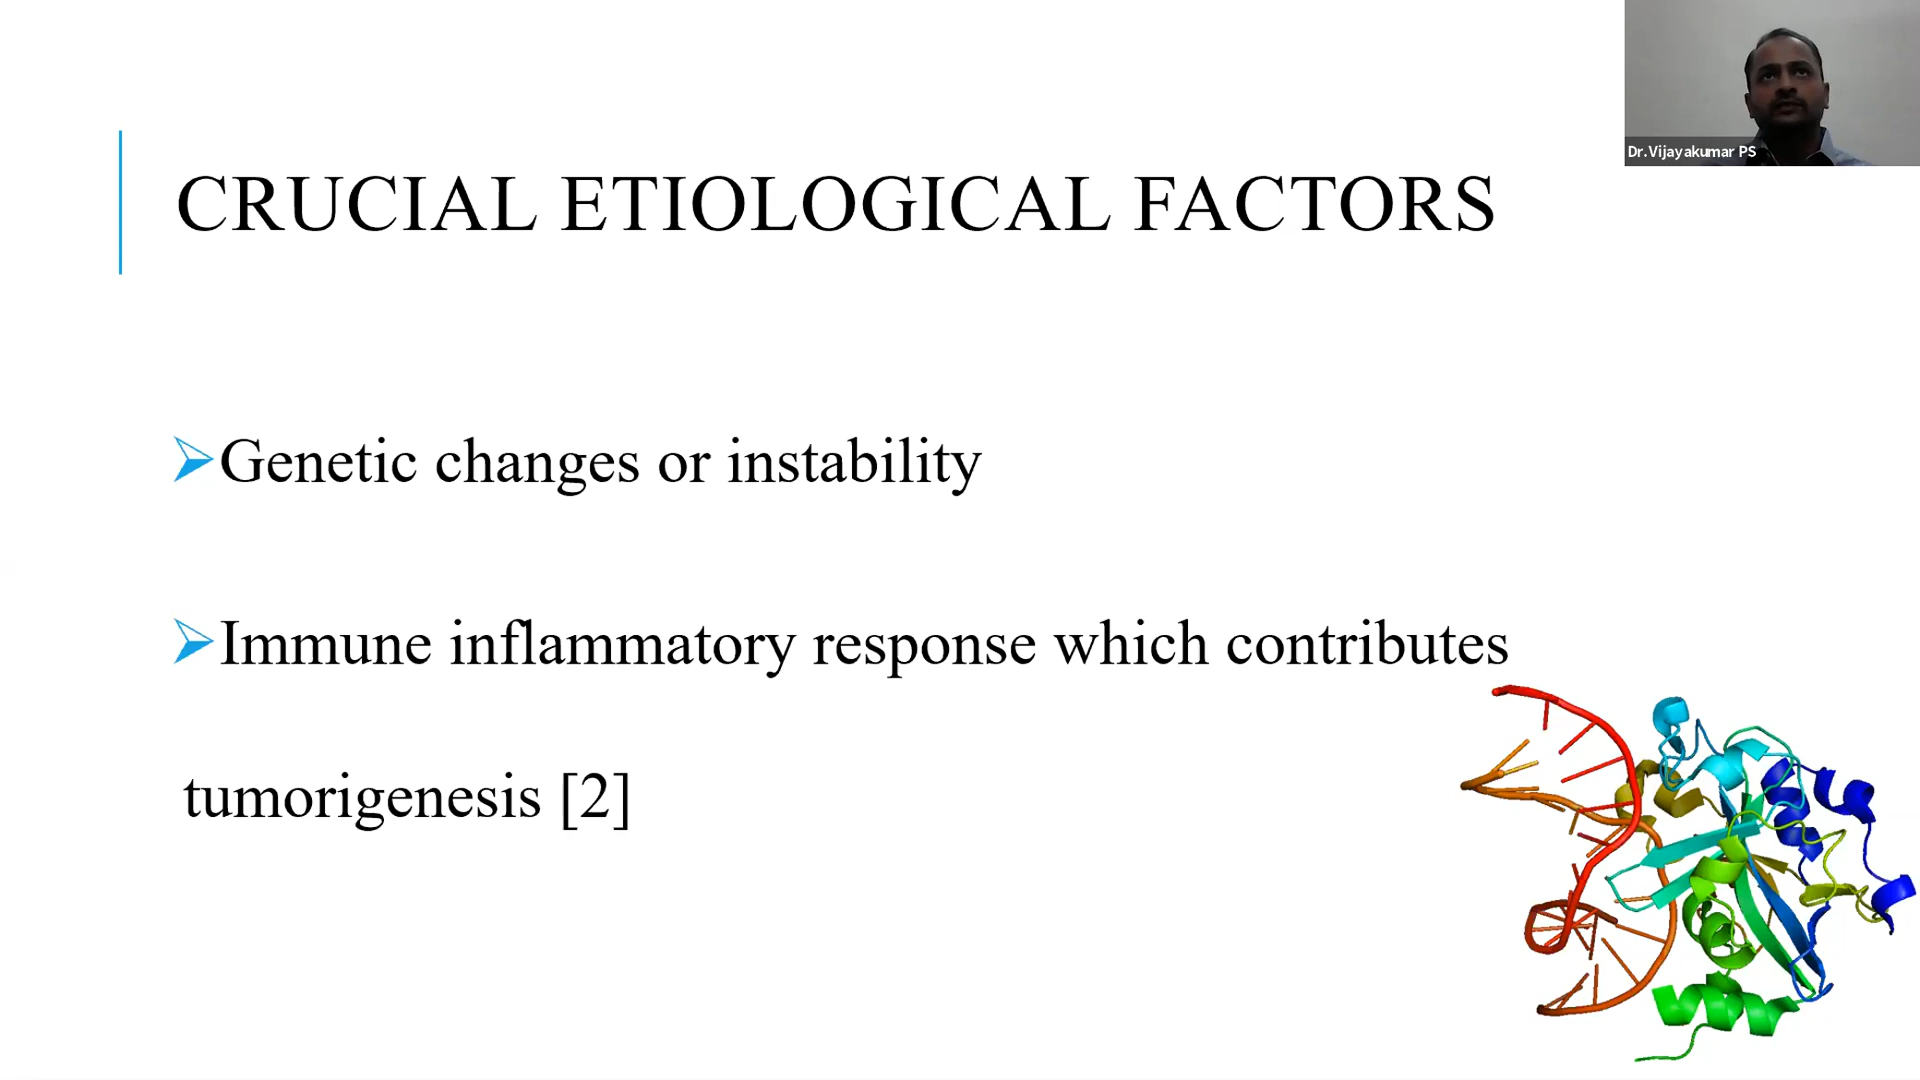 Dr.Vijayakumar PS
CRUCIAL ETIOLOGICAL FACTORS
➢Genetic changes or instability
➢Immune inflammatory response which contributes
tumorigenesis [2]